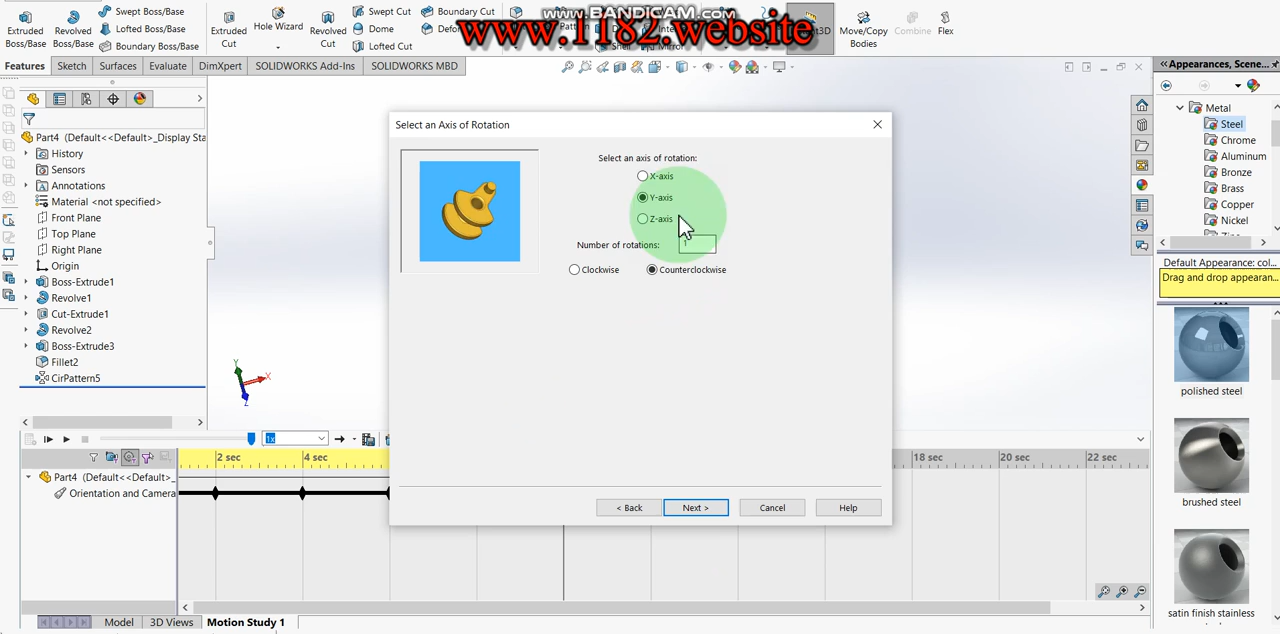 www.BANDICAM.com
www.1182.website
Extruded Boss/Base
Revolved Boss/Base
Swept Boss/Base
Lofted Boss/Base
Boundary Boss/Base
Extruded Cut
Hole Wizard
Revolved Cut
Swept Cut
Dome
Lofted Cut
Boundary Cut
Move/Copy Bodies
Combine
Flex
Features
Sketch
Surfaces
Evaluate
DimXpert
SOLIDWORKS Add-Ins
SOLIDWORKS MBD
Part4 (Default<<Default>_Display Sta
History
Sensors
Annotations
Material <not specified>
Front Plane
Top Plane
Right Plane
Origin
Boss-Extrude1
Revolve1
Cut-Extrude1
Revolve2
Boss-Extrude3
Fillet2
CirPattern5
Y
X
Z
Select an Axis of Rotation
Select an axis of rotation:
X-axis
Y-axis
Z-axis
Number of rotations:
1
Clockwise
Counterclockwise
< Back
Next >
Cancel
Help
Appearances, Scene...
Metal
Steel
Chrome
Aluminum
Bronze
Brass
Copper
Nickel
Default Appearance: col...
Drag and drop appearan...
polished steel
brushed steel
satin finish stainless
1x
2 sec
4 sec
18 sec
20 sec
22 sec
Part4 (Default<<Default>_
Orientation and Camera
Model
3D Views
Motion Study 1